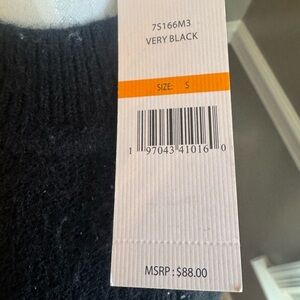 7S166M3
VERY BLACK
SIZE: S
1 97043 41016 0
MSRP : $88.00